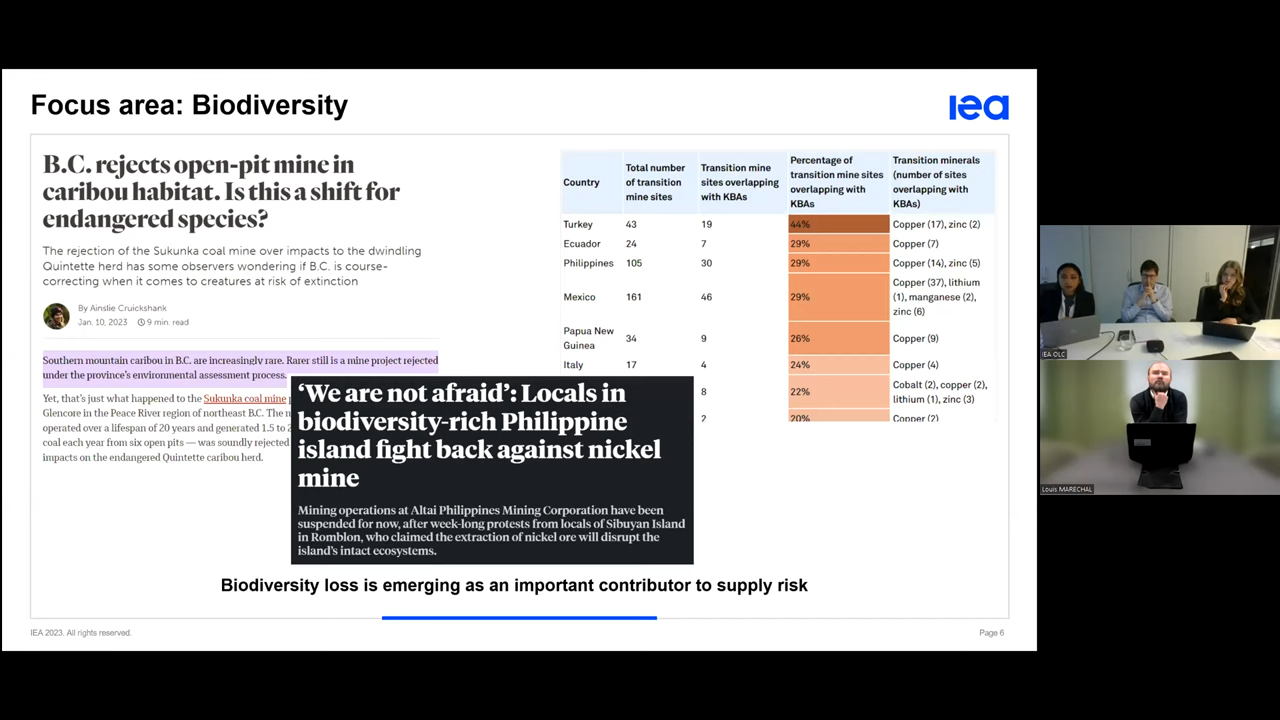 Focus area: Biodiversity
iea
B.C. rejects open-pit mine in
caribou habitat. Is this a shift for
endangered species?
The rejection of the Sukunka coal mine over impacts to the dwindling
Quintette herd has some observers wondering if B.C. is course-
correcting when it comes to creatures at risk of extinction
By Ainslie Cruickshank
Jan. 10, 2023 9 min. read
Southern mountain caribou in B.C. are increasingly rare. Rarer still is a mine project rejected
under the province's environmental assessment process.
Yet, that's just what happened to the Sukunka coal mine
Glencore in the Peace River region of northeast B.C. The
operated over a lifespan of 20 years and generated 1.5 to
coal each year from six open pits — was soundly rejected
impacts on the endangered Quintette caribou herd.
‘We are not afraid’: Locals in
biodiversity-rich Philippine
island fight back against nickel
mine
Mining operations at Altai Philippines Mining Corporation have been
suspended for now, after week-long protests from locals of Sibuyan Island
in Romblon, who claimed the extraction of nickel ore will disrupt the
island's intact ecosystems.
Country Total number of transition mine sites Transition mine sites overlapping with KBAs Percentage of transition mine sites overlapping with KBAs Transition minerals (number of sites overlapping with KBAs)
Turkey 43 19 44% Copper (17), zinc (2)
Ecuador 24 7 29% Copper (7)
Philippines 105 30 29% Copper (14), zinc (5)
Mexico 161 46 29% Copper (37), lithium (1), manganese (2), zinc (6)
Papua New Guinea 34 9 26% Copper (9)
Italy 17 4 24% Copper (4)
8 22% Cobalt (2), copper (2), lithium (1), zinc (3)
2 20% Copper (2)
Biodiversity loss is emerging as an important contributor to supply risk
IEA 2023. All rights reserved.
Page 6
IEA OLC
Louis MARECHAL